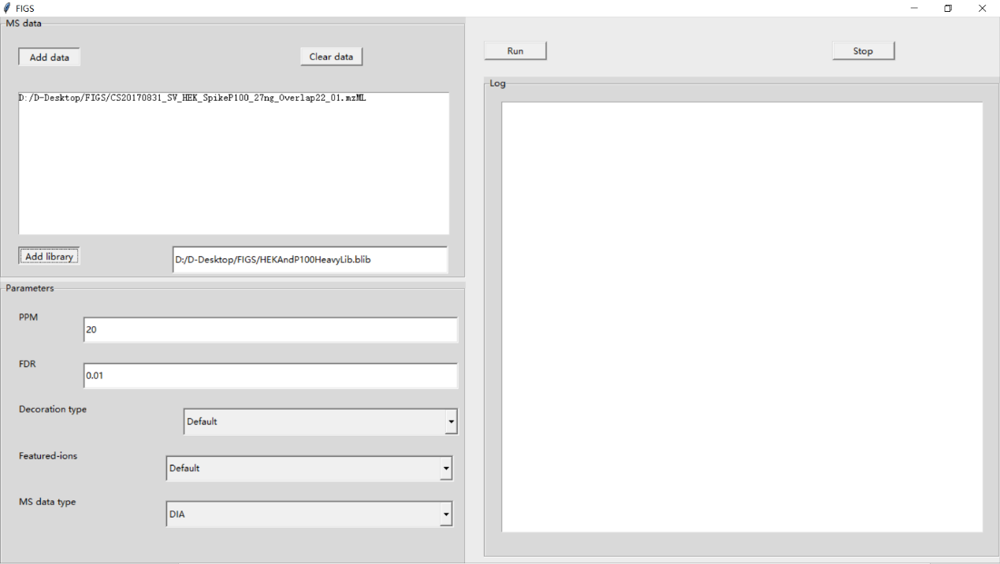 FIGS
MS data
Add data
Clear data
D:/D-Desktop/FIGS/CS20170831_SV_HEK_SpikeP100_27ng_Overlap22_01.mzML
Add library
D:/D-Desktop/FIGS/HEKAndP100HeavyLib.blib
Parameters
PPM
20
FDR
0.01
Decoration type
Default
Featured-ions
Default
MS data type
DIA
Run
Stop
Log